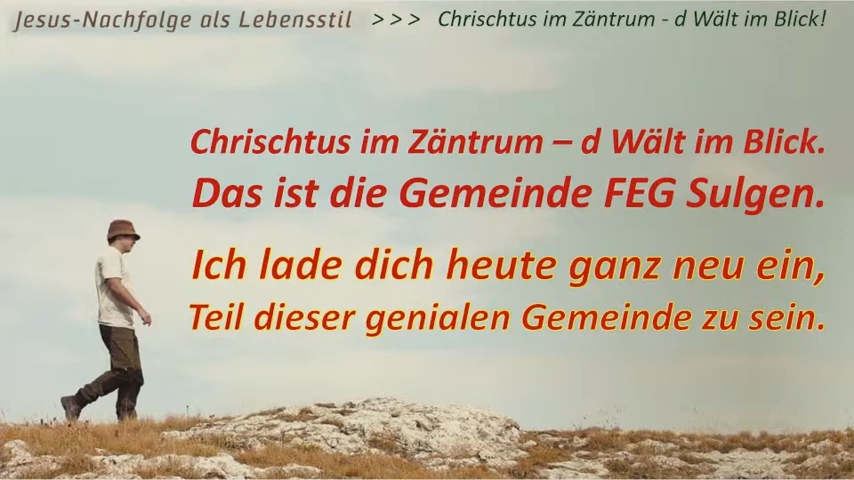 Jesus-Nachfolge als Lebensstil >>> Chrischtus im Zäntrum - d Wält im Blick!
Chrischtus im Zäntrum – d Wält im Blick.
Das ist die Gemeinde FEG Sulgen.
Ich lade dich heute ganz neu ein,
Teil dieser genialen Gemeinde zu sein.